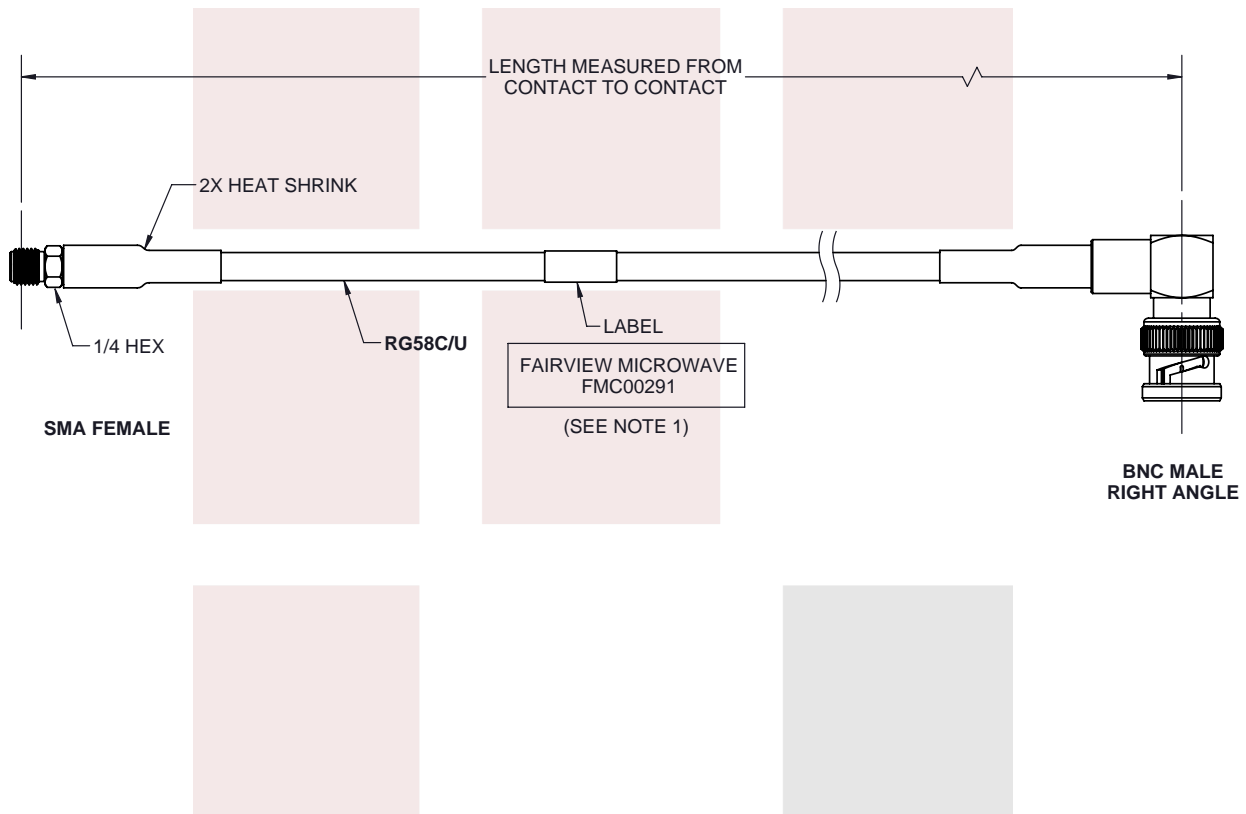 LENGTH MEASURED FROM
CONTACT TO CONTACT
2X HEAT SHRINK
1/4 HEX
RG58C/U
LABEL
FAIRVIEW MICROWAVE
FMC00291
(SEE NOTE 1)
SMA FEMALE
BNC MALE
RIGHT ANGLE